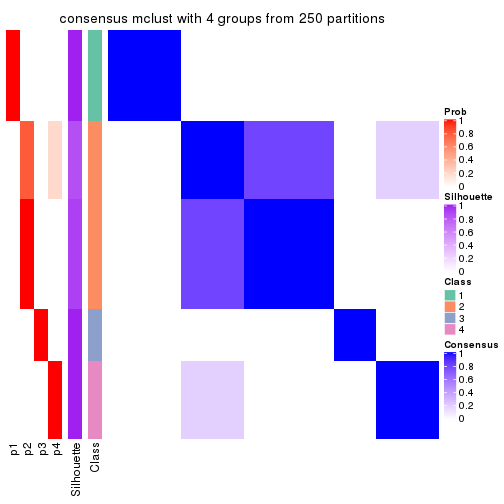 consensus mclust with 4 groups from 250 partitions
Prob
1
0.8
0.6
0.4
0.2
0
Silhouette
1
0.8
0.6
0.4
0.2
0
Class
1
2
3
4
Consensus
1
0.8
0.6
0.4
0.2
0
p1
p2
p3
p4
Silhouette
Class